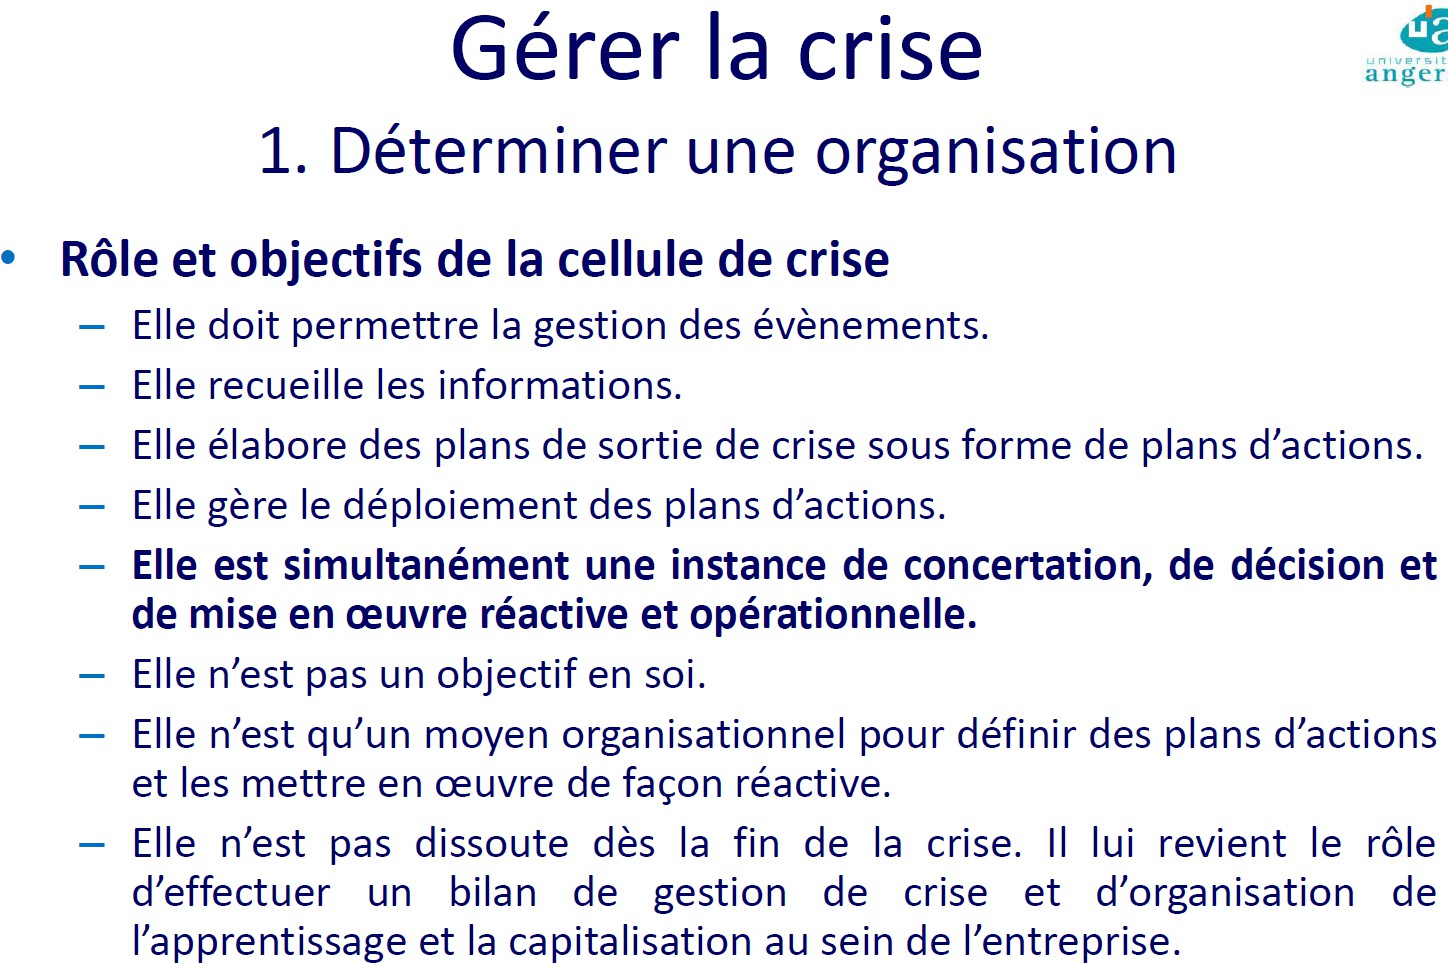 Gérer la crise
ua
universit
anger
1. Déterminer une organisation
• Rôle et objectifs de la cellule de crise
– Elle doit permettre la gestion des évènements.
– Elle recueille les informations.
– Elle élabore des plans de sortie de crise sous forme de plans d’actions.
– Elle gère le déploiement des plans d’actions.
– Elle est simultanément une instance de concertation, de décision et
de mise en œuvre réactive et opérationnelle.
– Elle n’est pas un objectif en soi.
– Elle n’est qu’un moyen organisationnel pour définir des plans d’actions
et les mettre en œuvre de façon réactive.
– Elle n’est pas dissoute dès la fin de la crise. Il lui revient le rôle
d’effectuer un bilan de gestion de crise et d’organisation de
l’apprentissage et la capitalisation au sein de l’entreprise.